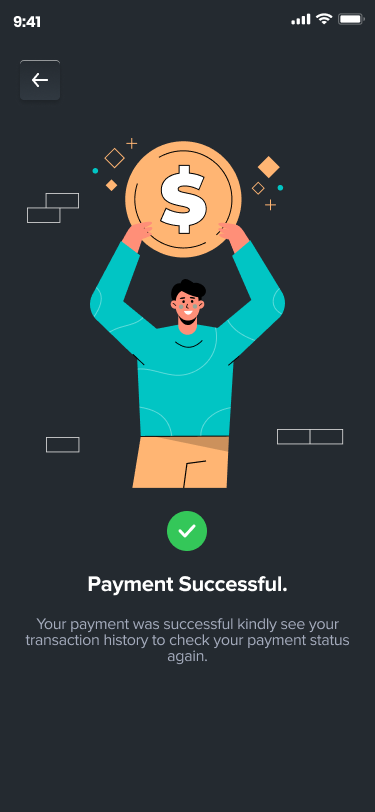 9:41
$
Payment Successful.
Your payment was successful kindly see your
transaction history to check your payment status
again.